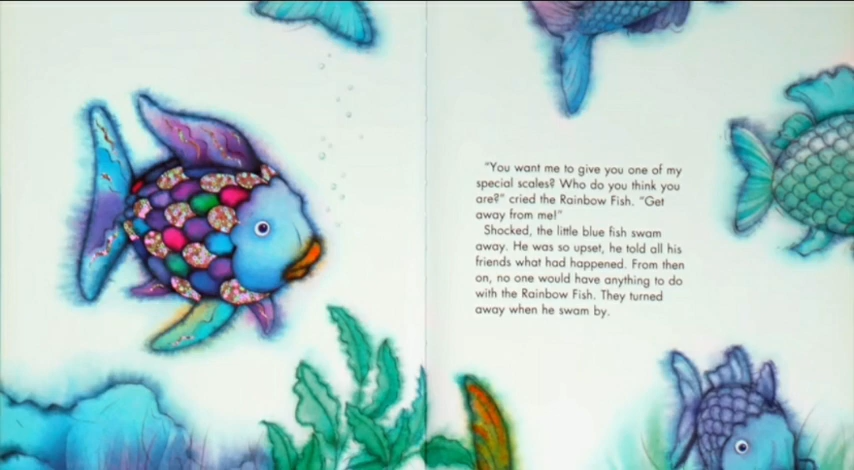 "You want me to give you one of my
special scales? Who do you think you
are?" cried the Rainbow Fish. "Get
away from me!"
Shocked, the little blue fish swam
away. He was so upset, he told all his
friends what had happened. From then
on, no one would have anything to do
with the Rainbow Fish. They turned
away when he swam by.